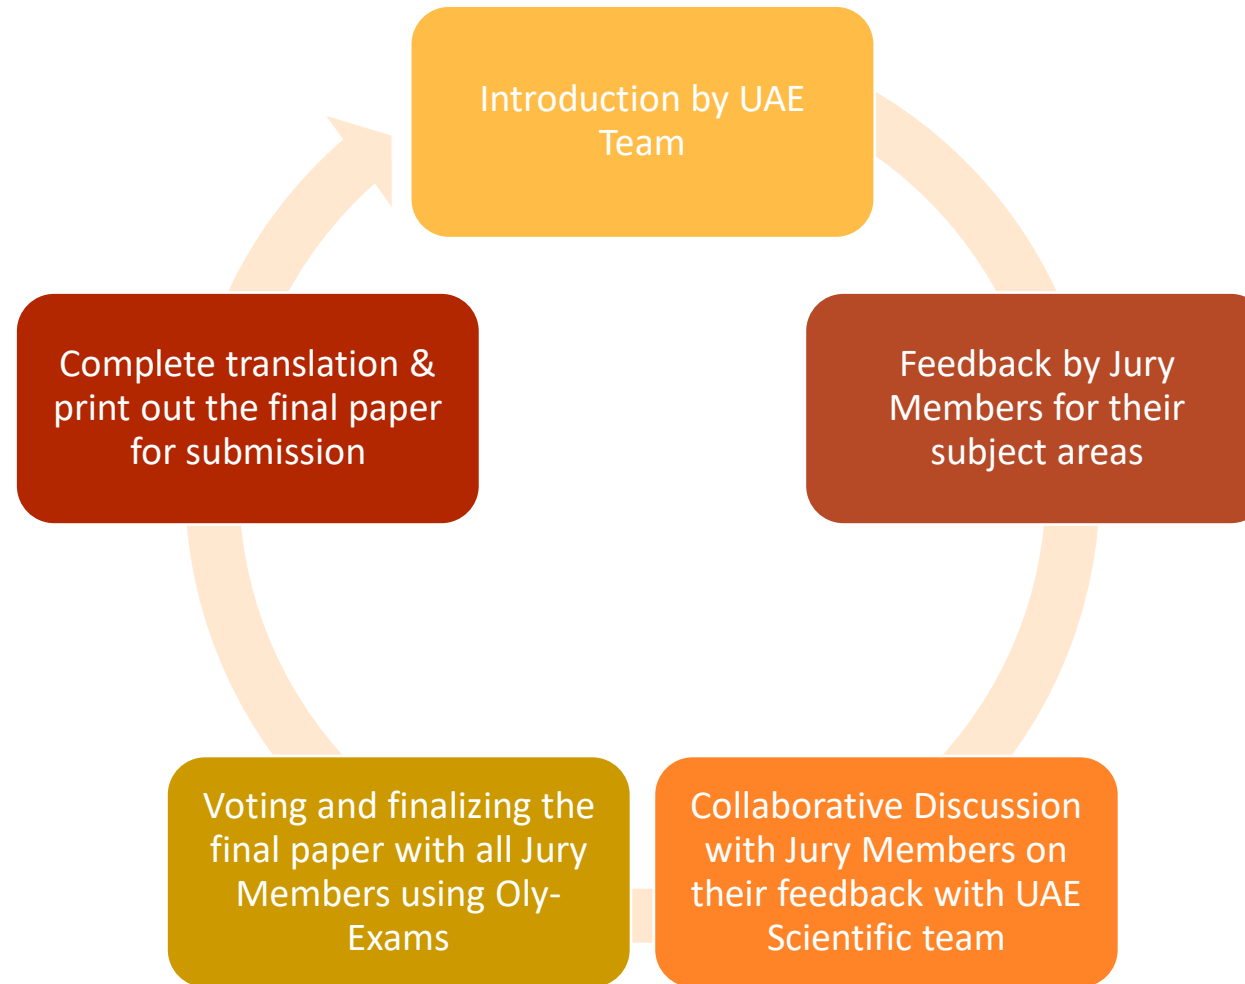 Introduction by UAE
Team
Feedback by Jury
Members for their
subject areas
Collaborative Discussion
with Jury Members on
their feedback with UAE
Scientific team
Voting and finalizing the
final paper with all Jury
Members using Oly-
Exams
Complete translation &
print out the final paper
for submission